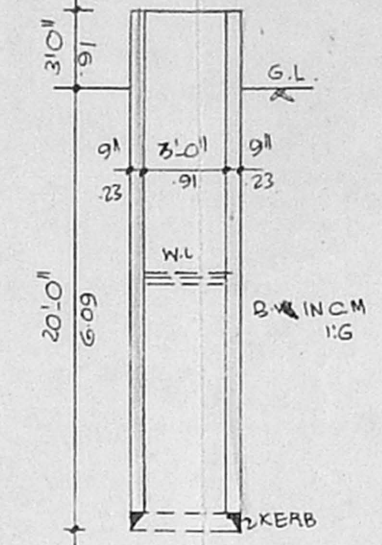 3'0"
.91
G.L.
9" 3'-0" 9"
.23 .91 .23
W.L
20'-0"
6.09
B.W IN C.M
1:6
KERB